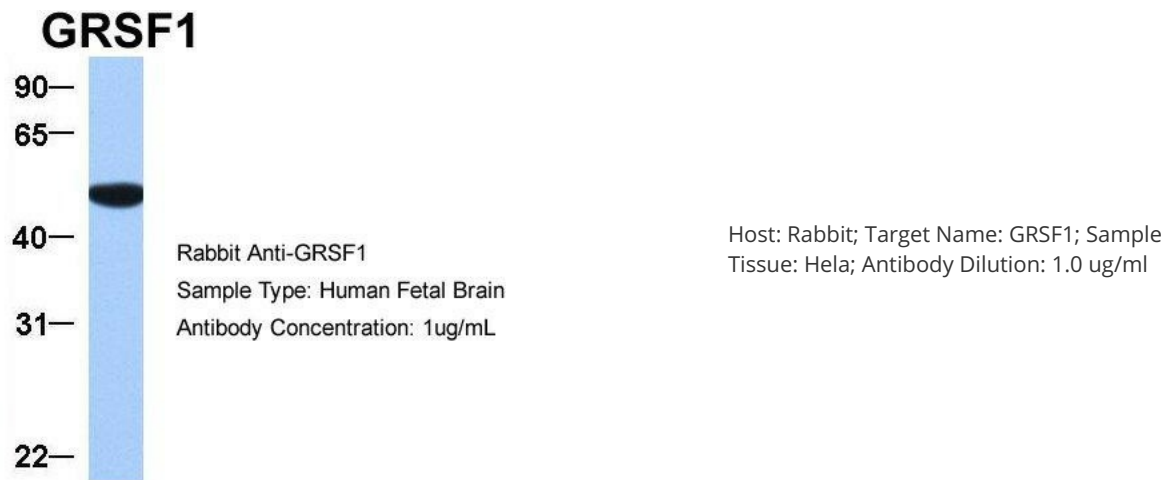 GRSF1
90
65
40
31
22
Rabbit Anti-GRSF1
Sample Type: Human Fetal Brain
Antibody Concentration: 1ug/mL
Host: Rabbit; Target Name: GRSF1; Sample
Tissue: Hela; Antibody Dilution: 1.0 ug/ml